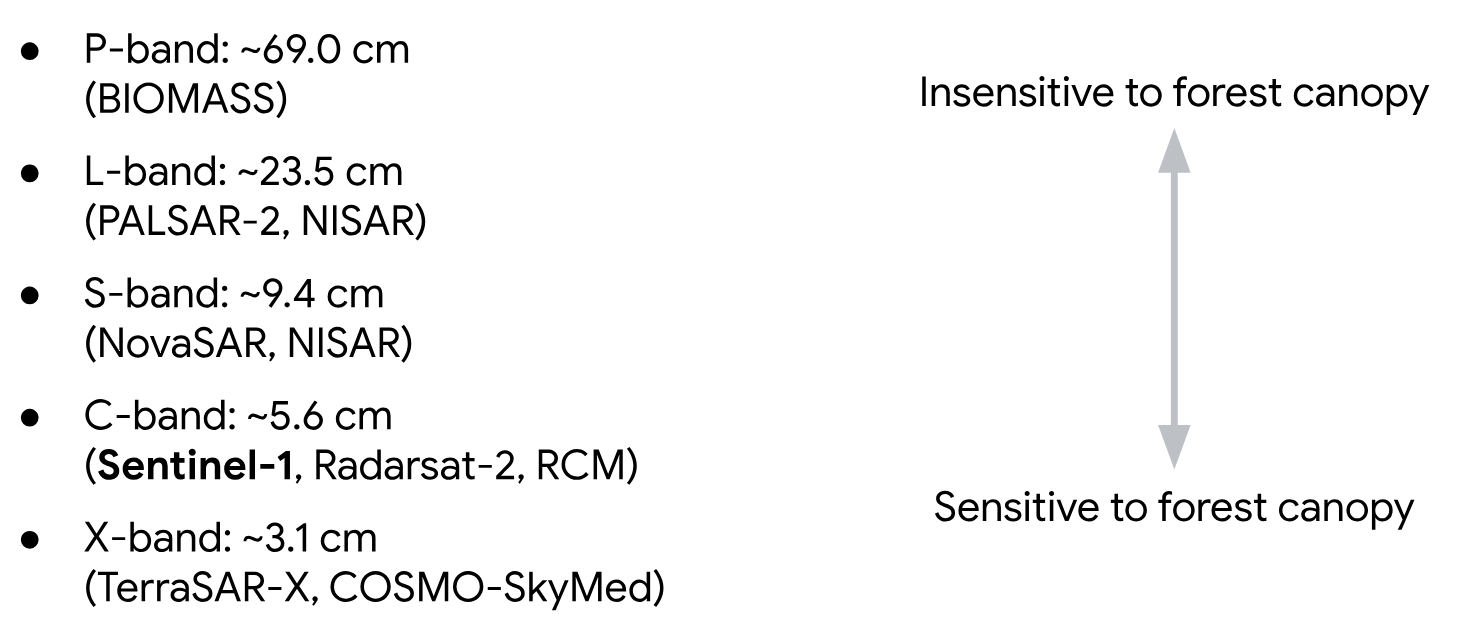 ● P-band: ~69.0 cm
(BIOMASS)
● L-band: ~23.5 cm
(PALSAR-2, NISAR)
● S-band: ~9.4 cm
(NovaSAR, NISAR)
● C-band: ~5.6 cm
(Sentinel-1, Radarsat-2, RCM)
● X-band: ~3.1 cm
(TerraSAR-X, COSMO-SkyMed)
Insensitive to forest canopy
Sensitive to forest canopy